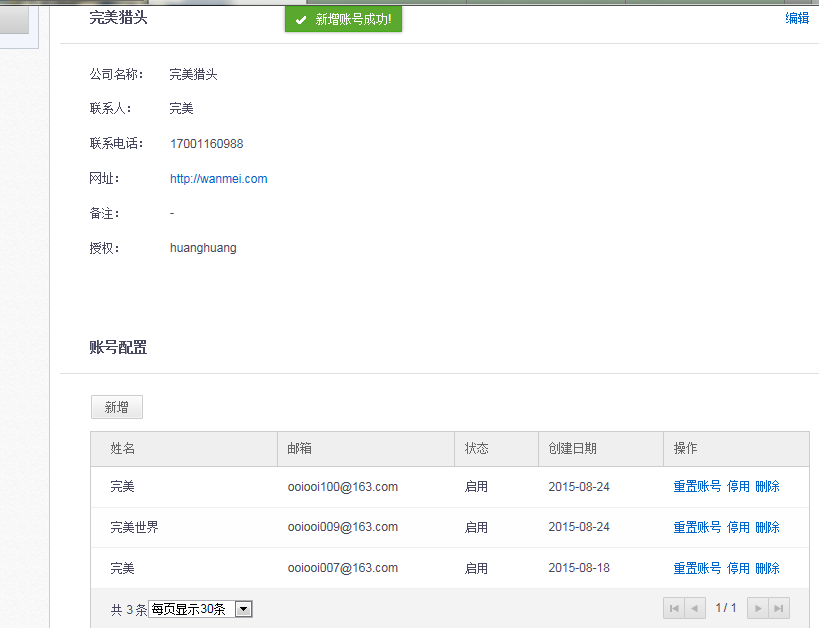 完美猎头 新增账号成功! 编辑
公司名称： 完美猎头
联系人： 完美
联系电话： 17001160988
网址： http://wanmei.com
备注： -
授权： huanghuang
账号配置
新增
姓名 邮箱 状态 创建日期 操作
完美 ooiooi100@163.com 启用 2015-08-24 重置账号 停用 删除
完美世界 ooiooi009@163.com 启用 2015-08-24 重置账号 停用 删除
完美 ooiooi007@163.com 启用 2015-08-18 重置账号 停用 删除
共 3 条 每页显示30条 1 / 1